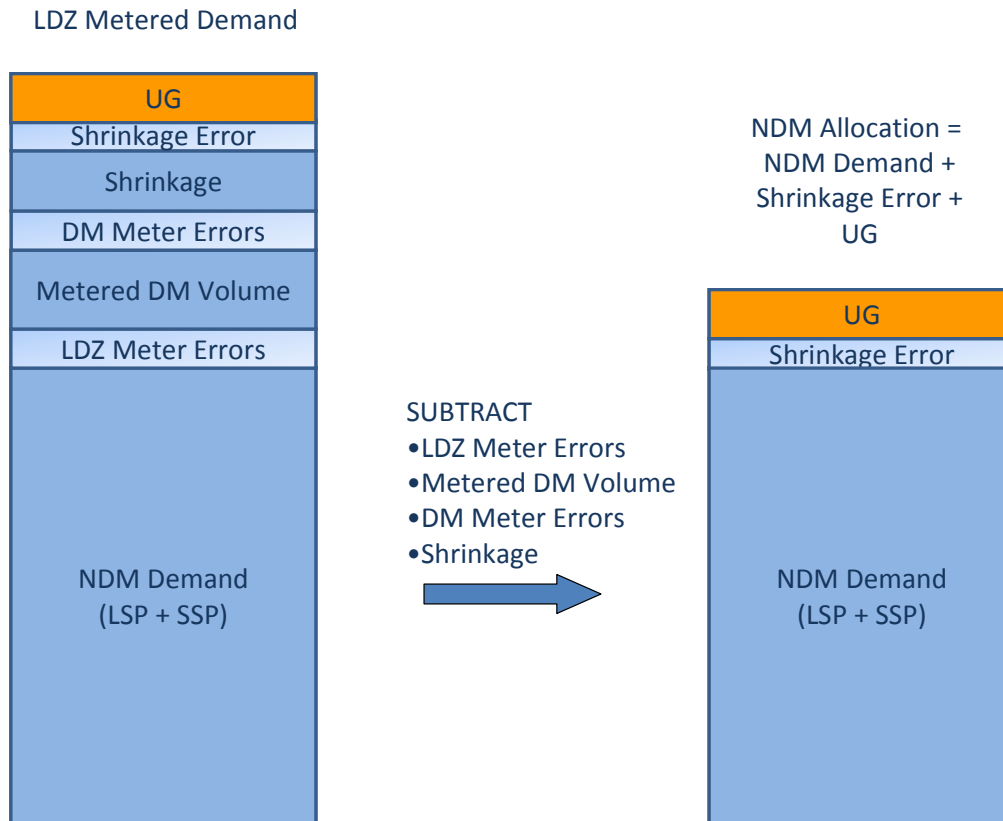 LDZ Metered Demand
UG
Shrinkage Error
Shrinkage
DM Meter Errors
Metered DM Volume
LDZ Meter Errors
NDM Demand
(LSP + SSP)
SUBTRACT
•LDZ Meter Errors
•Metered DM Volume
•DM Meter Errors
•Shrinkage
NDM Allocation =
NDM Demand +
Shrinkage Error +
UG
UG
Shrinkage Error
NDM Demand
(LSP + SSP)